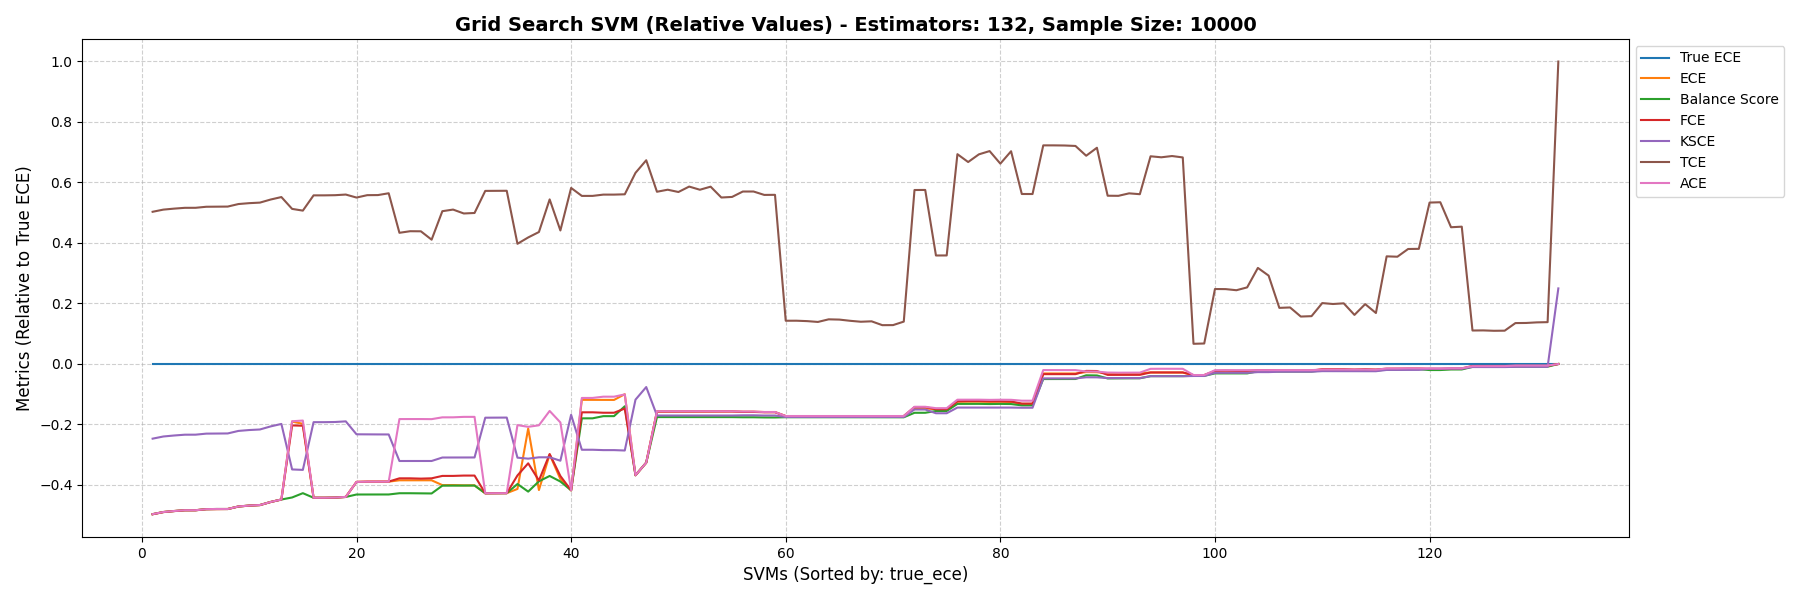 Grid Search SVM (Relative Values) - Estimators: 132, Sample Size: 10000
Metrics (Relative to True ECE)
1.0
0.8
0.6
0.4
0.2
0.0
−0.2
−0.4
0
20
40
60
80
100
120
SVMs (Sorted by: true_ece)
True ECE
ECE
Balance Score
FCE
KSCE
TCE
ACE